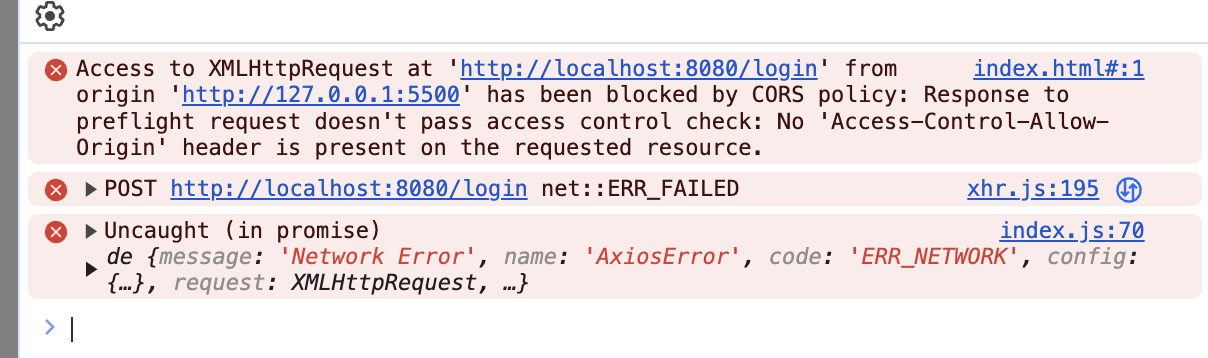 Access to XMLHttpRequest at 'http://localhost:8080/login' from index.html#:1
origin 'http://127.0.0.1:5500' has been blocked by CORS policy: Response to
preflight request doesn't pass access control check: No 'Access-Control-Allow-
Origin' header is present on the requested resource.
POST http://localhost:8080/login net::ERR_FAILED xhr.js:195
Uncaught (in promise) index.js:70
de {message: 'Network Error', name: 'AxiosError', code: 'ERR_NETWORK', config:
{…}, request: XMLHttpRequest, …}